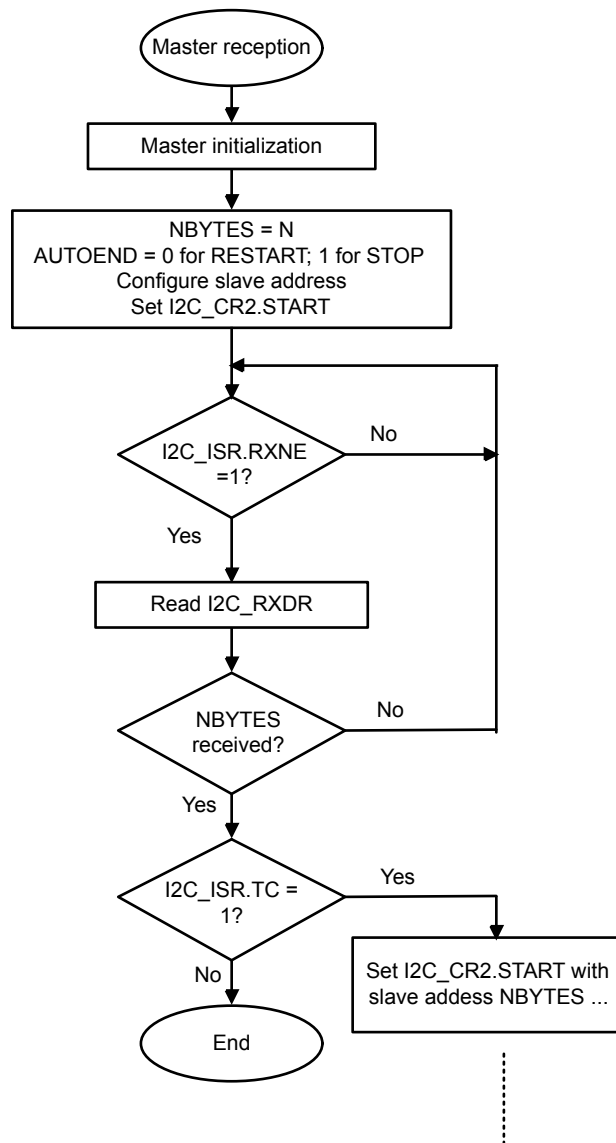 Master reception
Master initialization
NBYTES = N
AUTOEND = 0 for RESTART; 1 for STOP
Configure slave address
Set I2C_CR2.START
I2C_ISR.RXNE
=1?
No
Yes
Read I2C_RXDR
NBYTES
received?
No
Yes
I2C_ISR.TC =
1?
Yes
No
Set I2C_CR2.START with
slave addess NBYTES ...
End